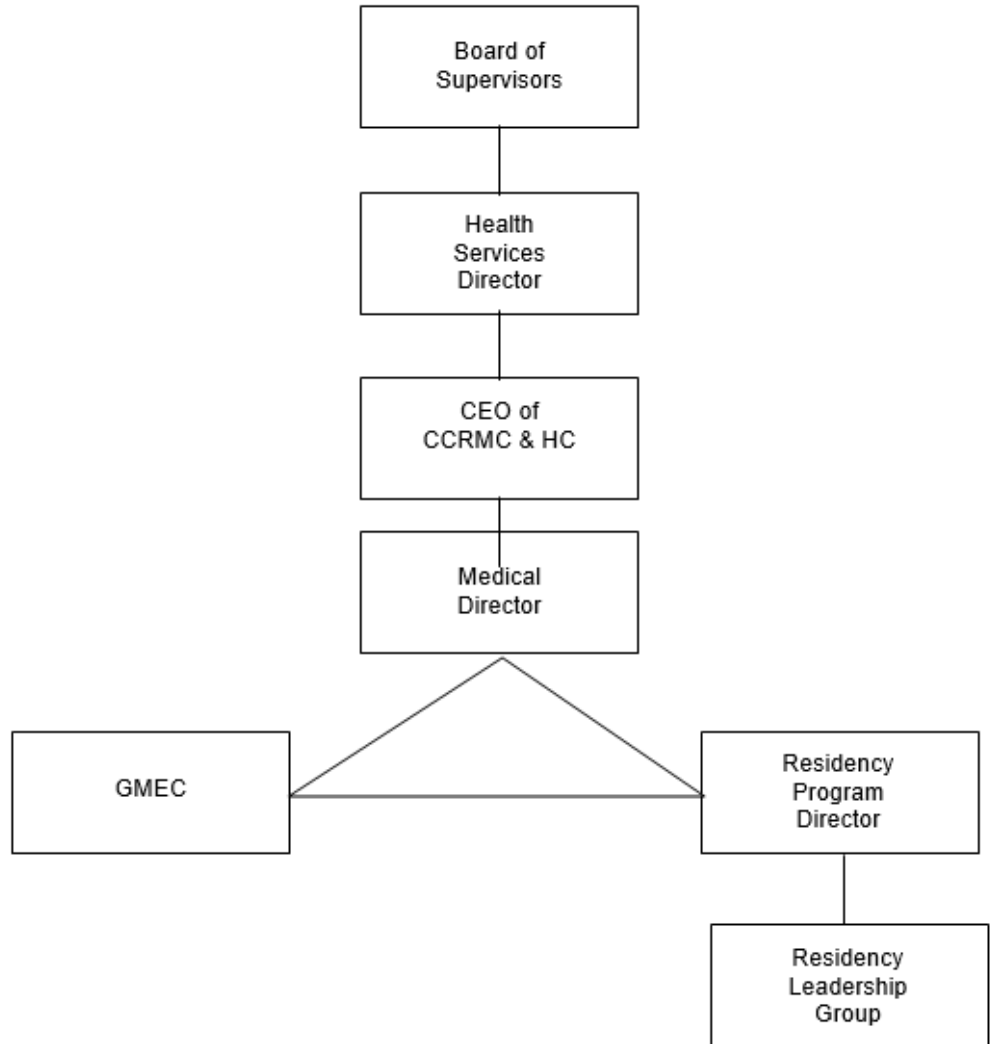 Board of
Supervisors
Health
Services
Director
CEO of
CCRMC & HC
Medical
Director
GMEC
Residency
Program
Director
Residency
Leadership
Group